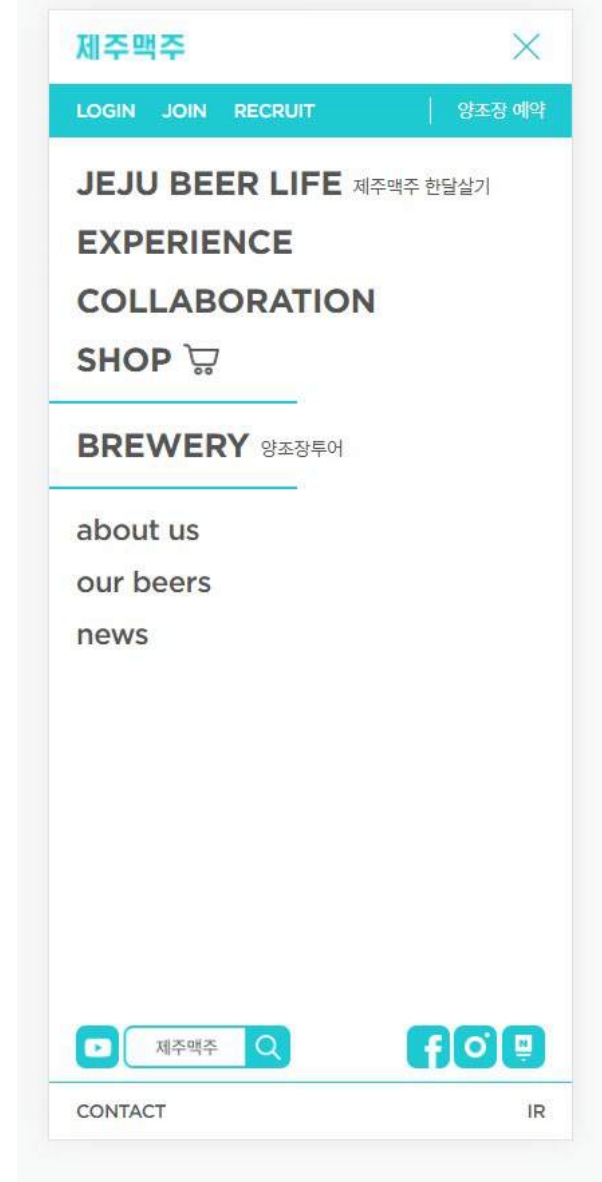 제주맥주
LOGIN JOIN RECRUIT 양조장 예약
JEJU BEER LIFE 제주맥주 한달살기
EXPERIENCE
COLLABORATION
SHOP
BREWERY 양조장투어
about us
our beers
news
제주맥주
CONTACT IR